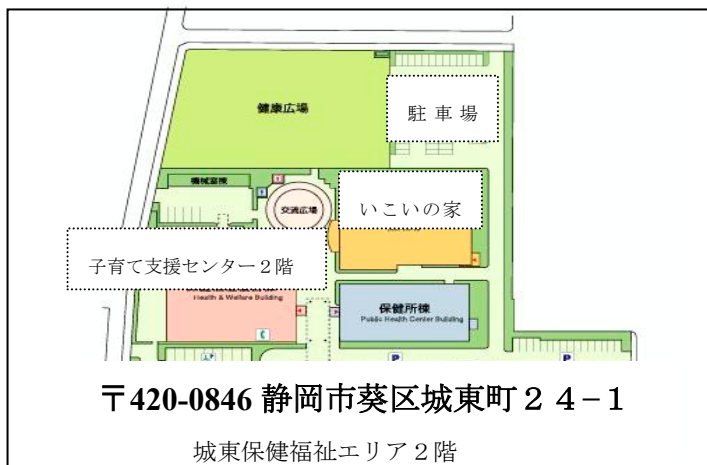 健康広場
駐 車 場
機械室棟
交流広場
いこいの家
子育て支援センター２階
Health & Welfare Building
保健所棟
Public Health Center Building
P
P
〒420-0846 静岡市葵区城東町２４−１
城東保健福祉エリア２階